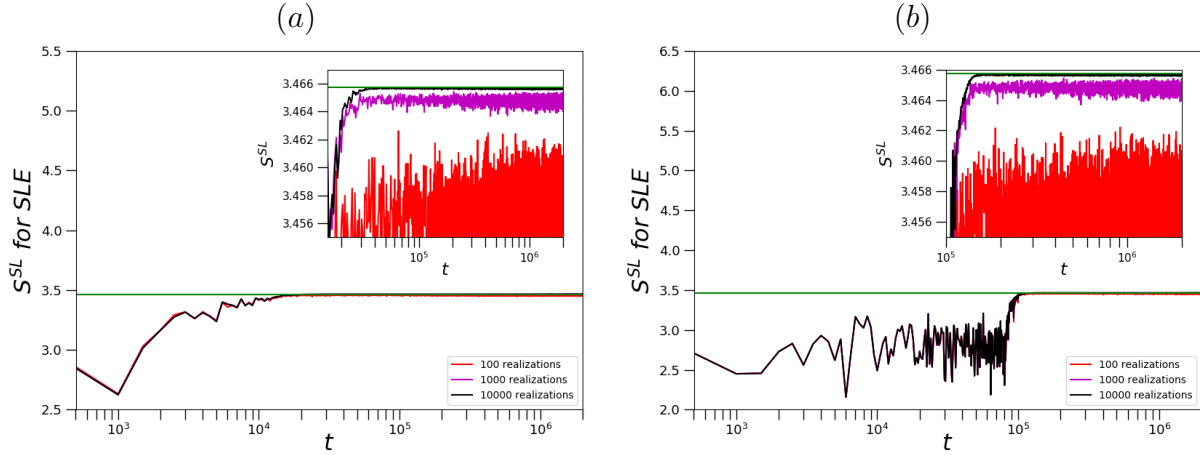 (a)
5.5
5.0
4.5
4.0
3.5
3.0
2.5
S^{SL} for SLE
10^3
10^4
10^5
10^6
t
3.466
3.464
3.462
3.460
3.458
3.456
S^{SL}
10^5
10^6
t
100 realizations
1000 realizations
10000 realizations
(b)
6.5
6.0
5.5
5.0
4.5
4.0
3.5
3.0
2.5
2.0
S^{SL} for SLE
10^3
10^4
10^5
10^6
t
3.466
3.464
3.462
3.460
3.458
3.456
S^{SL}
10^5
10^6
t
100 realizations
1000 realizations
10000 realizations